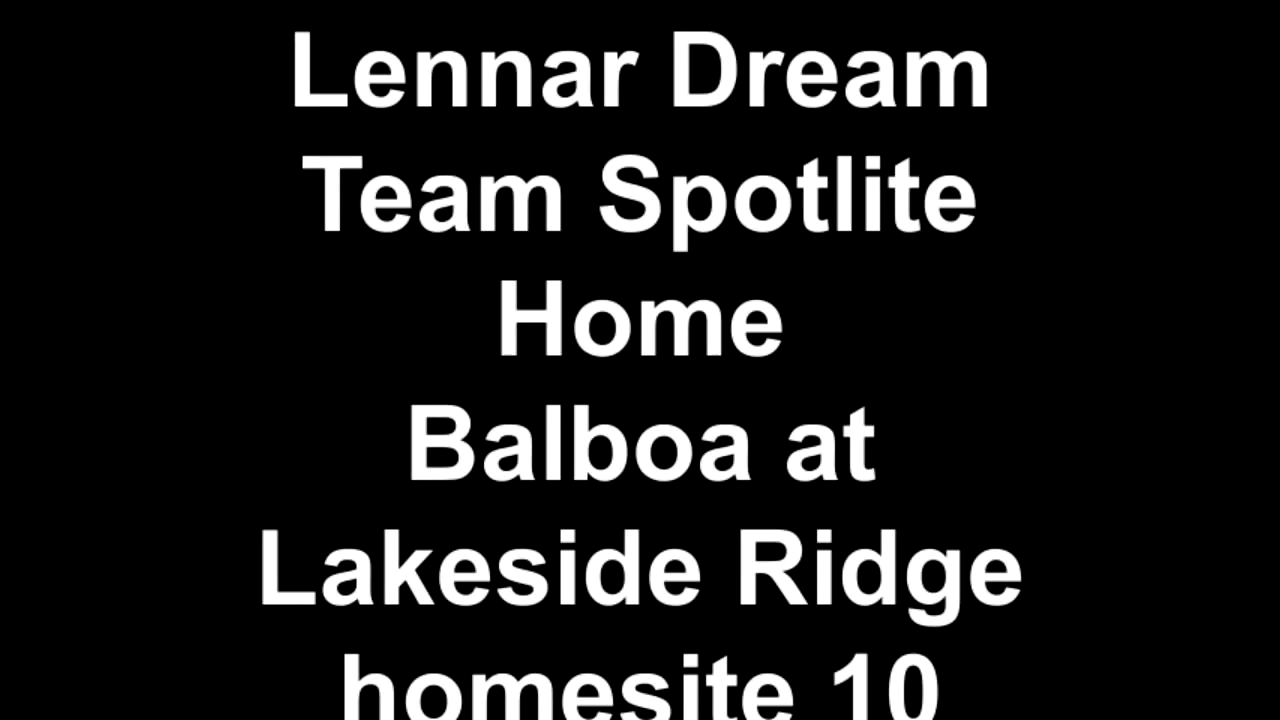 Lennar Dream
Team Spotlite
Home
Balboa at
Lakeside Ridge
homesite 10